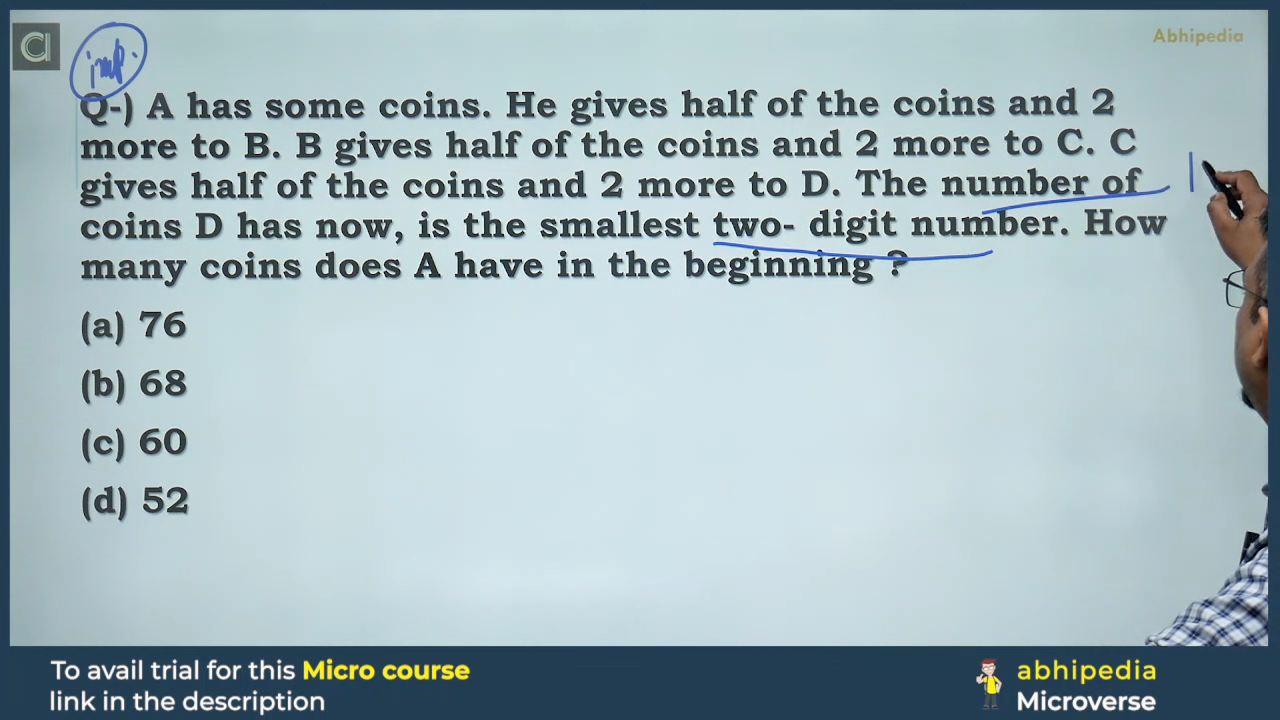 Abhipedia
imp.
Q-) A has some coins. He gives half of the coins and 2
more to B. B gives half of the coins and 2 more to C. C
gives half of the coins and 2 more to D. The number of
coins D has now, is the smallest two- digit number. How
many coins does A have in the beginning ?
(a) 76
(b) 68
(c) 60
(d) 52
To avail trial for this Micro course
link in the description
abhipedia
Microverse